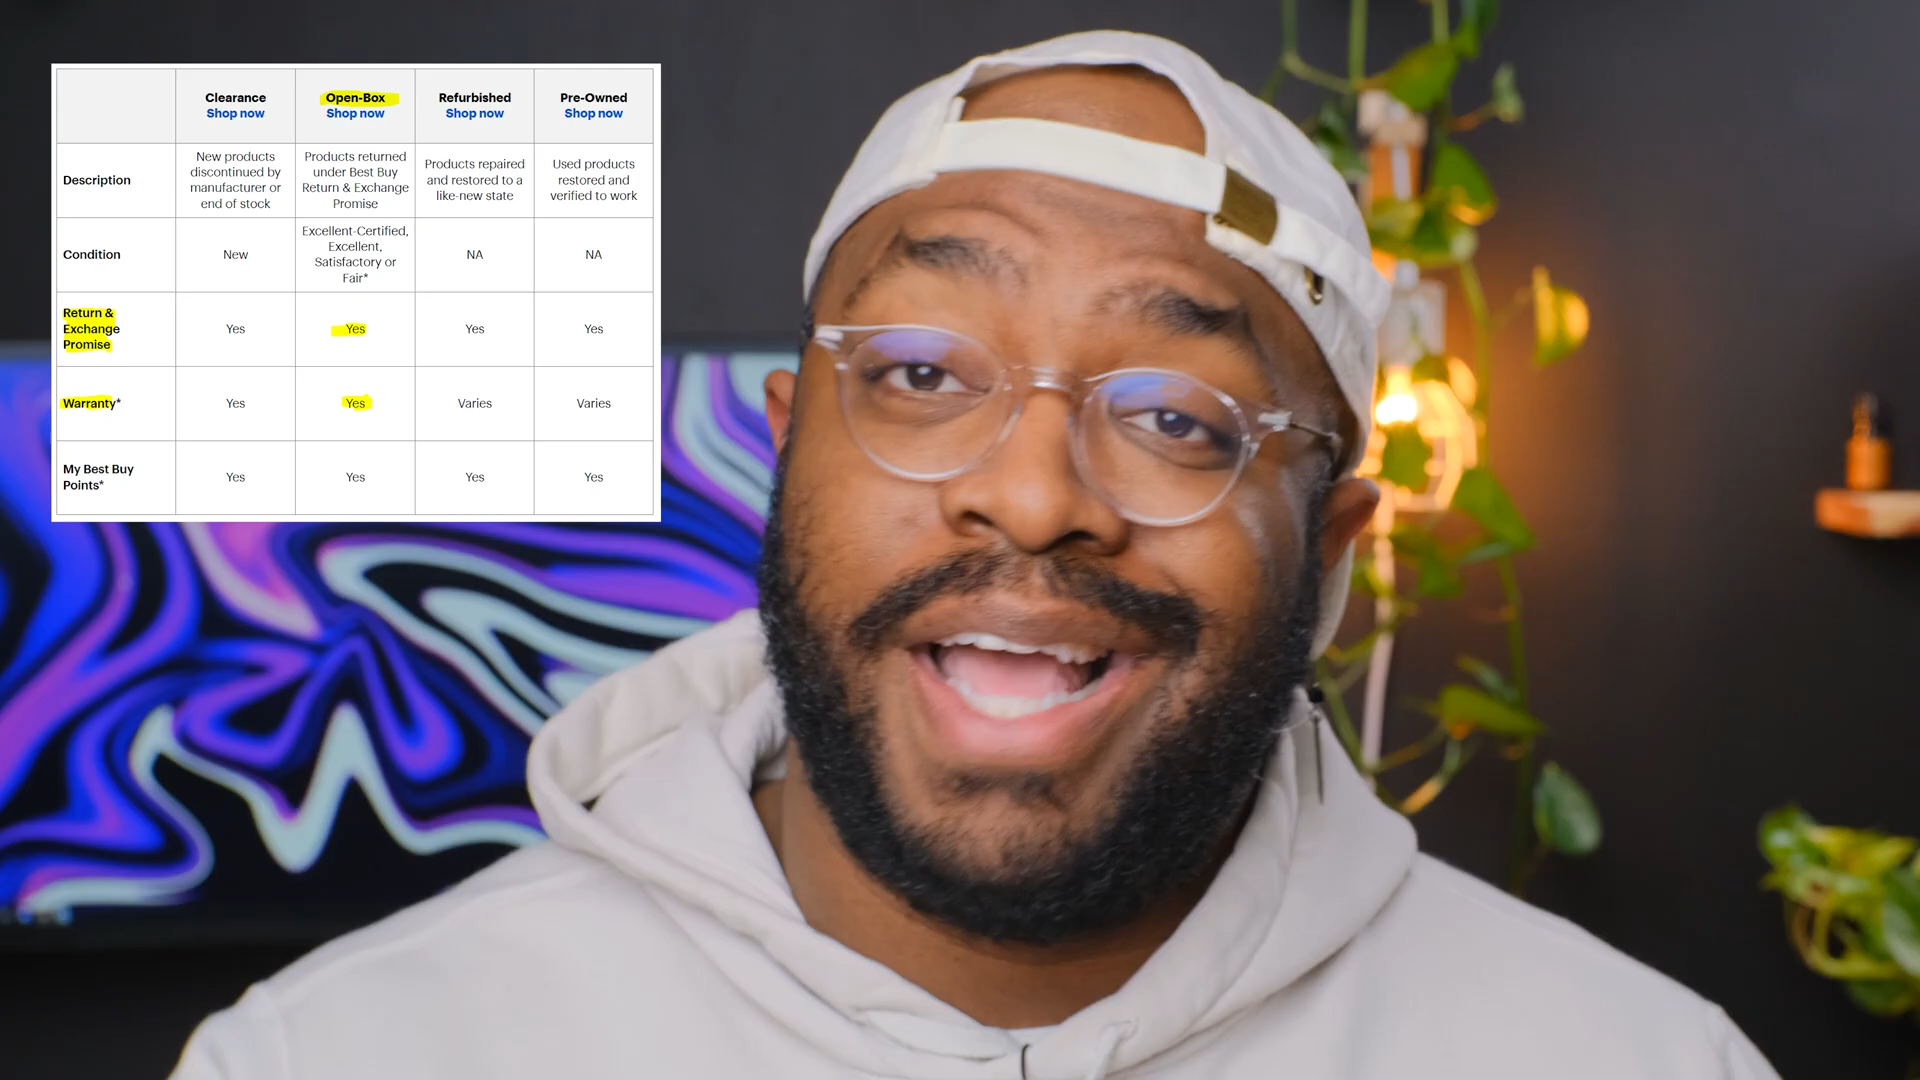 Clearance
Shop now
Open-Box
Shop now
Refurbished
Shop now
Pre-Owned
Shop now
Description
New products
discontinued by
manufacturer or
end of stock
Products returned
under Best Buy
Return & Exchange
Promise
Products repaired
and restored to a
like-new state
Used products
restored and
verified to work
Condition
New
Excellent-Certified,
Excellent,
Satisfactory or
Fair*
NA
NA
Return &
Exchange
Promise
Yes
Yes
Yes
Yes
Warranty*
Yes
Yes
Varies
Varies
My Best Buy
Points*
Yes
Yes
Yes
Yes